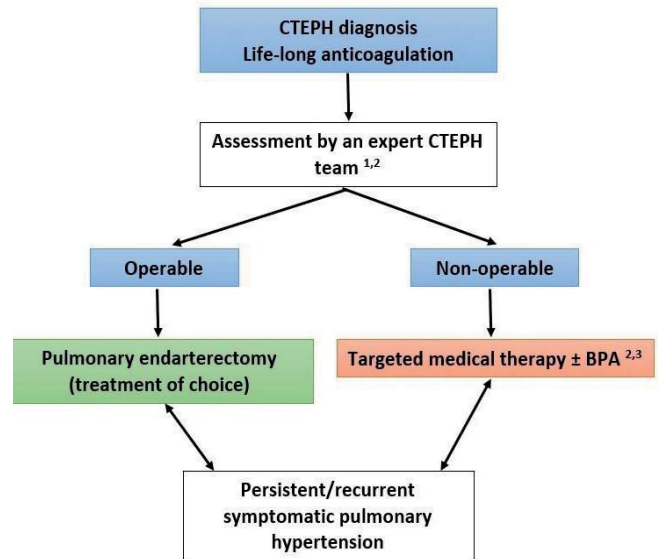 CTEPH diagnosis
Life-long anticoagulation
Assessment by an expert CTEPH
team 1,2
Operable
Non-operable
Pulmonary endarterectomy
(treatment of choice)
Targeted medical therapy ± BPA 2,3
Persistent/recurrent
symptomatic pulmonary
hypertension